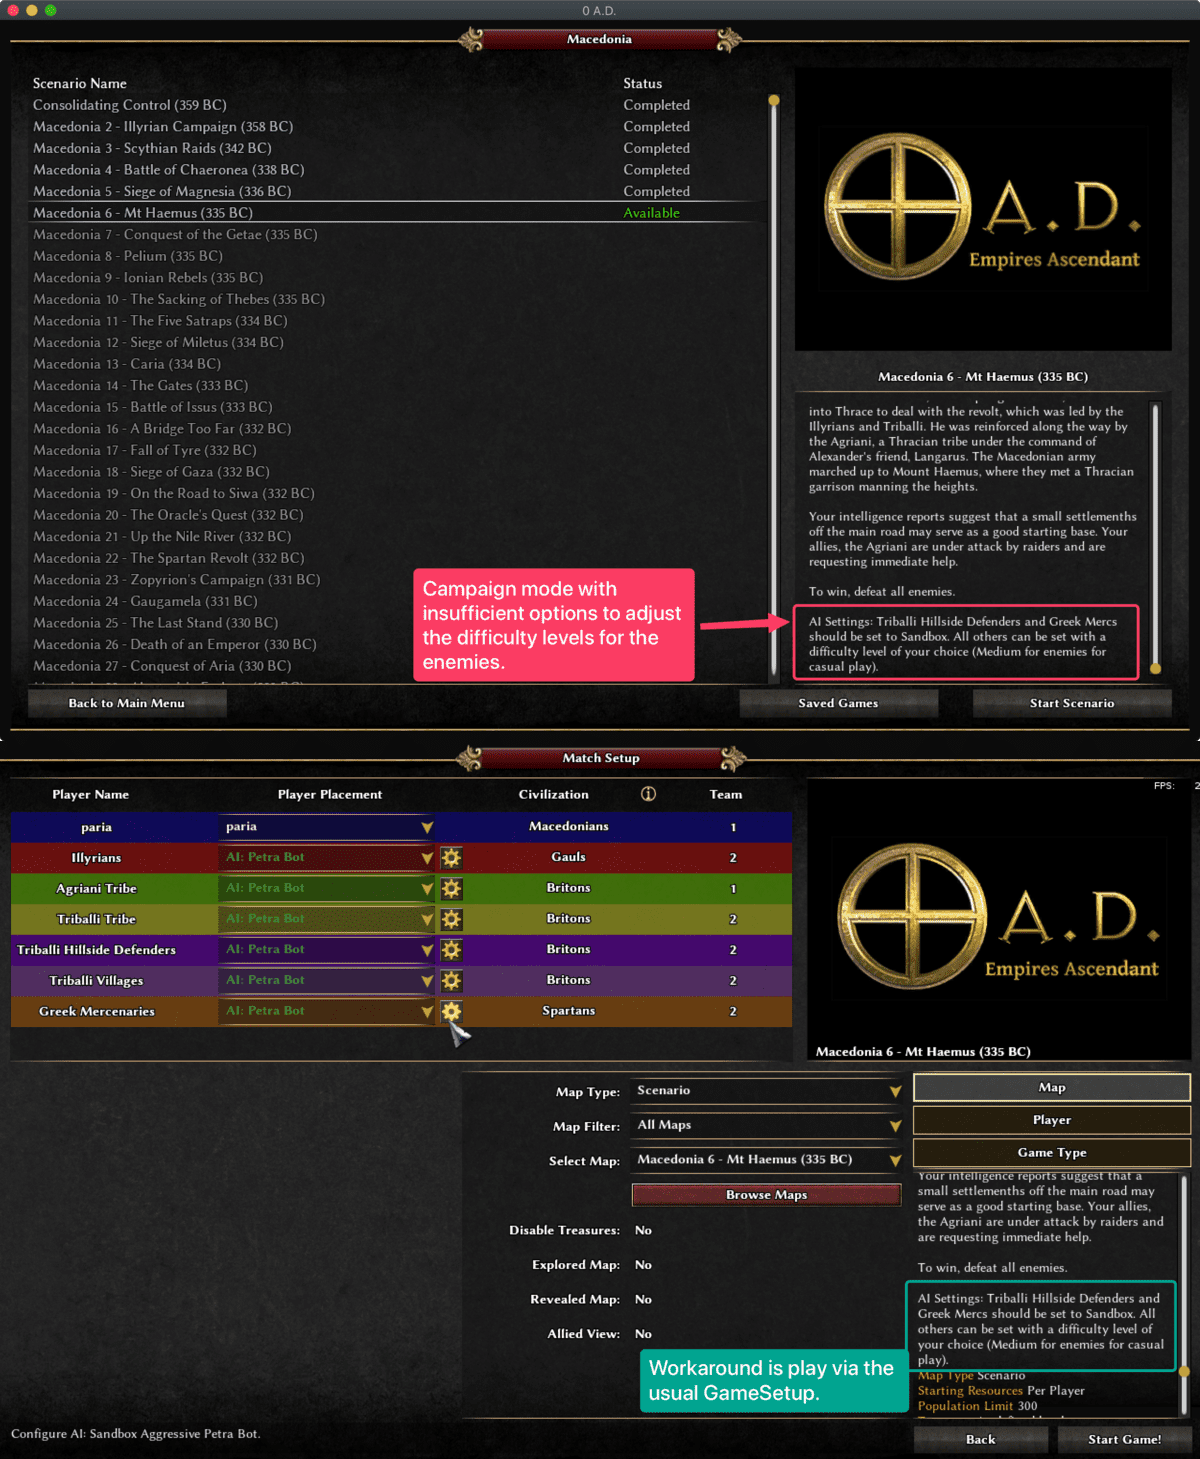 0 A.D.
Macedonia
Scenario Name Status
Consolidating Control (359 BC) Completed
Macedonia 2 - Illyrian Campaign (358 BC) Completed
Macedonia 3 - Scythian Raids (342 BC) Completed
Macedonia 4 - Battle of Chaeronea (338 BC) Completed
Macedonia 5 - Siege of Magnesia (336 BC) Completed
Macedonia 6 - Mt Haemus (335 BC) Available
Macedonia 7 - Conquest of the Getae (335 BC)
Macedonia 8 - Pelium (335 BC)
Macedonia 9 - Ionian Rebels (335 BC)
Macedonia 10 - The Sacking of Thebes (335 BC)
Macedonia 11 - The Five Satraps (334 BC)
Macedonia 12 - Siege of Miletus (334 BC)
Macedonia 13 - Caria (334 BC)
Macedonia 14 - The Gates (333 BC)
Macedonia 15 - Battle of Issus (333 BC)
Macedonia 16 - A Bridge Too Far (332 BC)
Macedonia 17 - Fall of Tyre (332 BC)
Macedonia 18 - Siege of Gaza (332 BC)
Macedonia 19 - On the Road to Siwa (332 BC)
Macedonia 20 - The Oracle's Quest (332 BC)
Macedonia 21 - Up the Nile River (332 BC)
Macedonia 22 - The Spartan Revolt (332 BC)
Macedonia 23 - Zopyrion's Campaign (331 BC)
Macedonia 24 - Gaugamela (331 BC)
Macedonia 25 - The Last Stand (330 BC)
Macedonia 26 - Death of an Emperor (330 BC)
Macedonia 27 - Conquest of Aria (330 BC)
Campaign mode with
insufficient options to adjust
the difficulty levels for the
enemies.
A.D.
Empires Ascendant
Macedonia 6 - Mt Haemus (335 BC)
into Thrace to deal with the revolt, which was led by the
Illyrians and Triballi. He was reinforced along the way by
the Agriani, a Thracian tribe under the command of
Alexander's friend, Langarus. The Macedonian army
marched up to Mount Haemus, where they met a Thracian
garrison manning the heights.
Your intelligence reports suggest that a small settlemenths
off the main road may serve as a good starting base. Your
allies, the Agriani are under attack by raiders and are
requesting immediate help.
To win, defeat all enemies.
AI Settings: Triballi Hillside Defenders and Greek Mercs
should be set to Sandbox. All others can be set with a
difficulty level of your choice (Medium for enemies for
casual play).
Back to Main Menu
Saved Games
Start Scenario
Match Setup
Player Name Player Placement Civilization Team
paria paria Macedonians 1
Illyrians AI: Petra Bot Gauls 2
Agriani Tribe AI: Petra Bot Britons 1
Triballi Tribe AI: Petra Bot Britons 2
Triballi Hillside Defenders AI: Petra Bot Britons 2
Triballi Villages AI: Petra Bot Britons 2
Greek Mercenaries AI: Petra Bot Spartans 2
FPS: 2
A.D.
Empires Ascendant
Macedonia 6 - Mt Haemus (335 BC)
Map Type: Scenario
Map Filter: All Maps
Select Map: Macedonia 6 - Mt Haemus (335 BC)
Browse Maps
Disable Treasures: No
Explored Map: No
Revealed Map: No
Allied View: No
Workaround is play via the
usual GameSetup.
Map
Player
Game Type
Your intelligence reports suggest that a
small settlemenths off the main road may
serve as a good starting base. Your allies,
the Agriani are under attack by raiders and
are requesting immediate help.
To win, defeat all enemies.
AI Settings: Triballi Hillside Defenders and
Greek Mercs should be set to Sandbox. All
others can be set with a difficulty level of
your choice (Medium for enemies for casual
play).
Map Type Scenario
Starting Resources Per Player
Population Limit 300
Configure AI: Sandbox Aggressive Petra Bot.
Back
Start Game!